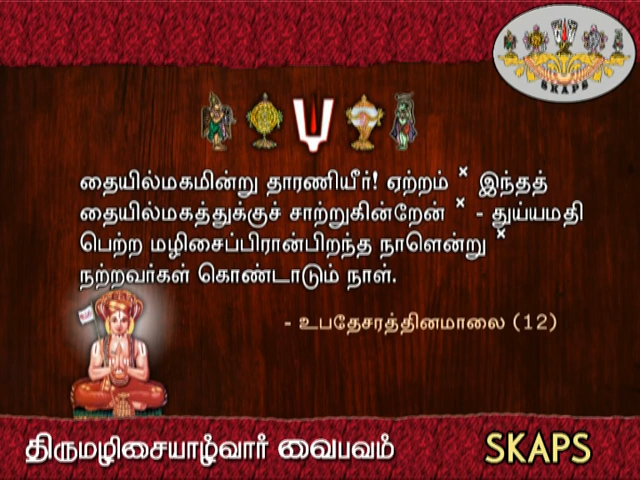 SKAPS
தையில்மகமின்று தாரணியீர்! ஏற்றம் × இந்தத்
தையில்மகத்துக்குச் சாற்றுகின்றேன் × - துய்யமதி
பெற்ற மழிசைப்பிரான்பிறந்த நாளென்று ×
நற்றவர்கள் கொண்டாடும் நாள்.
- உபதேசரத்தினமாலை (12)
திருமழிசையாழ்வார் வைபவம்
SKAPS